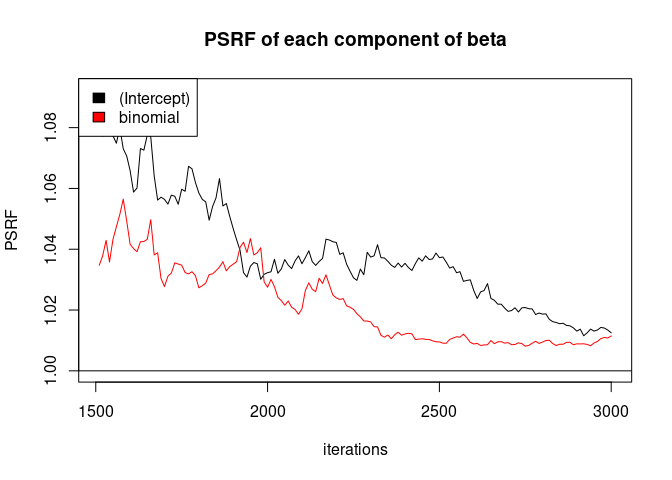 PSRF of each component of beta
(Intercept)
binomial
PSRF
1.08
1.06
1.04
1.02
1.00
1500
2000
2500
3000
iterations